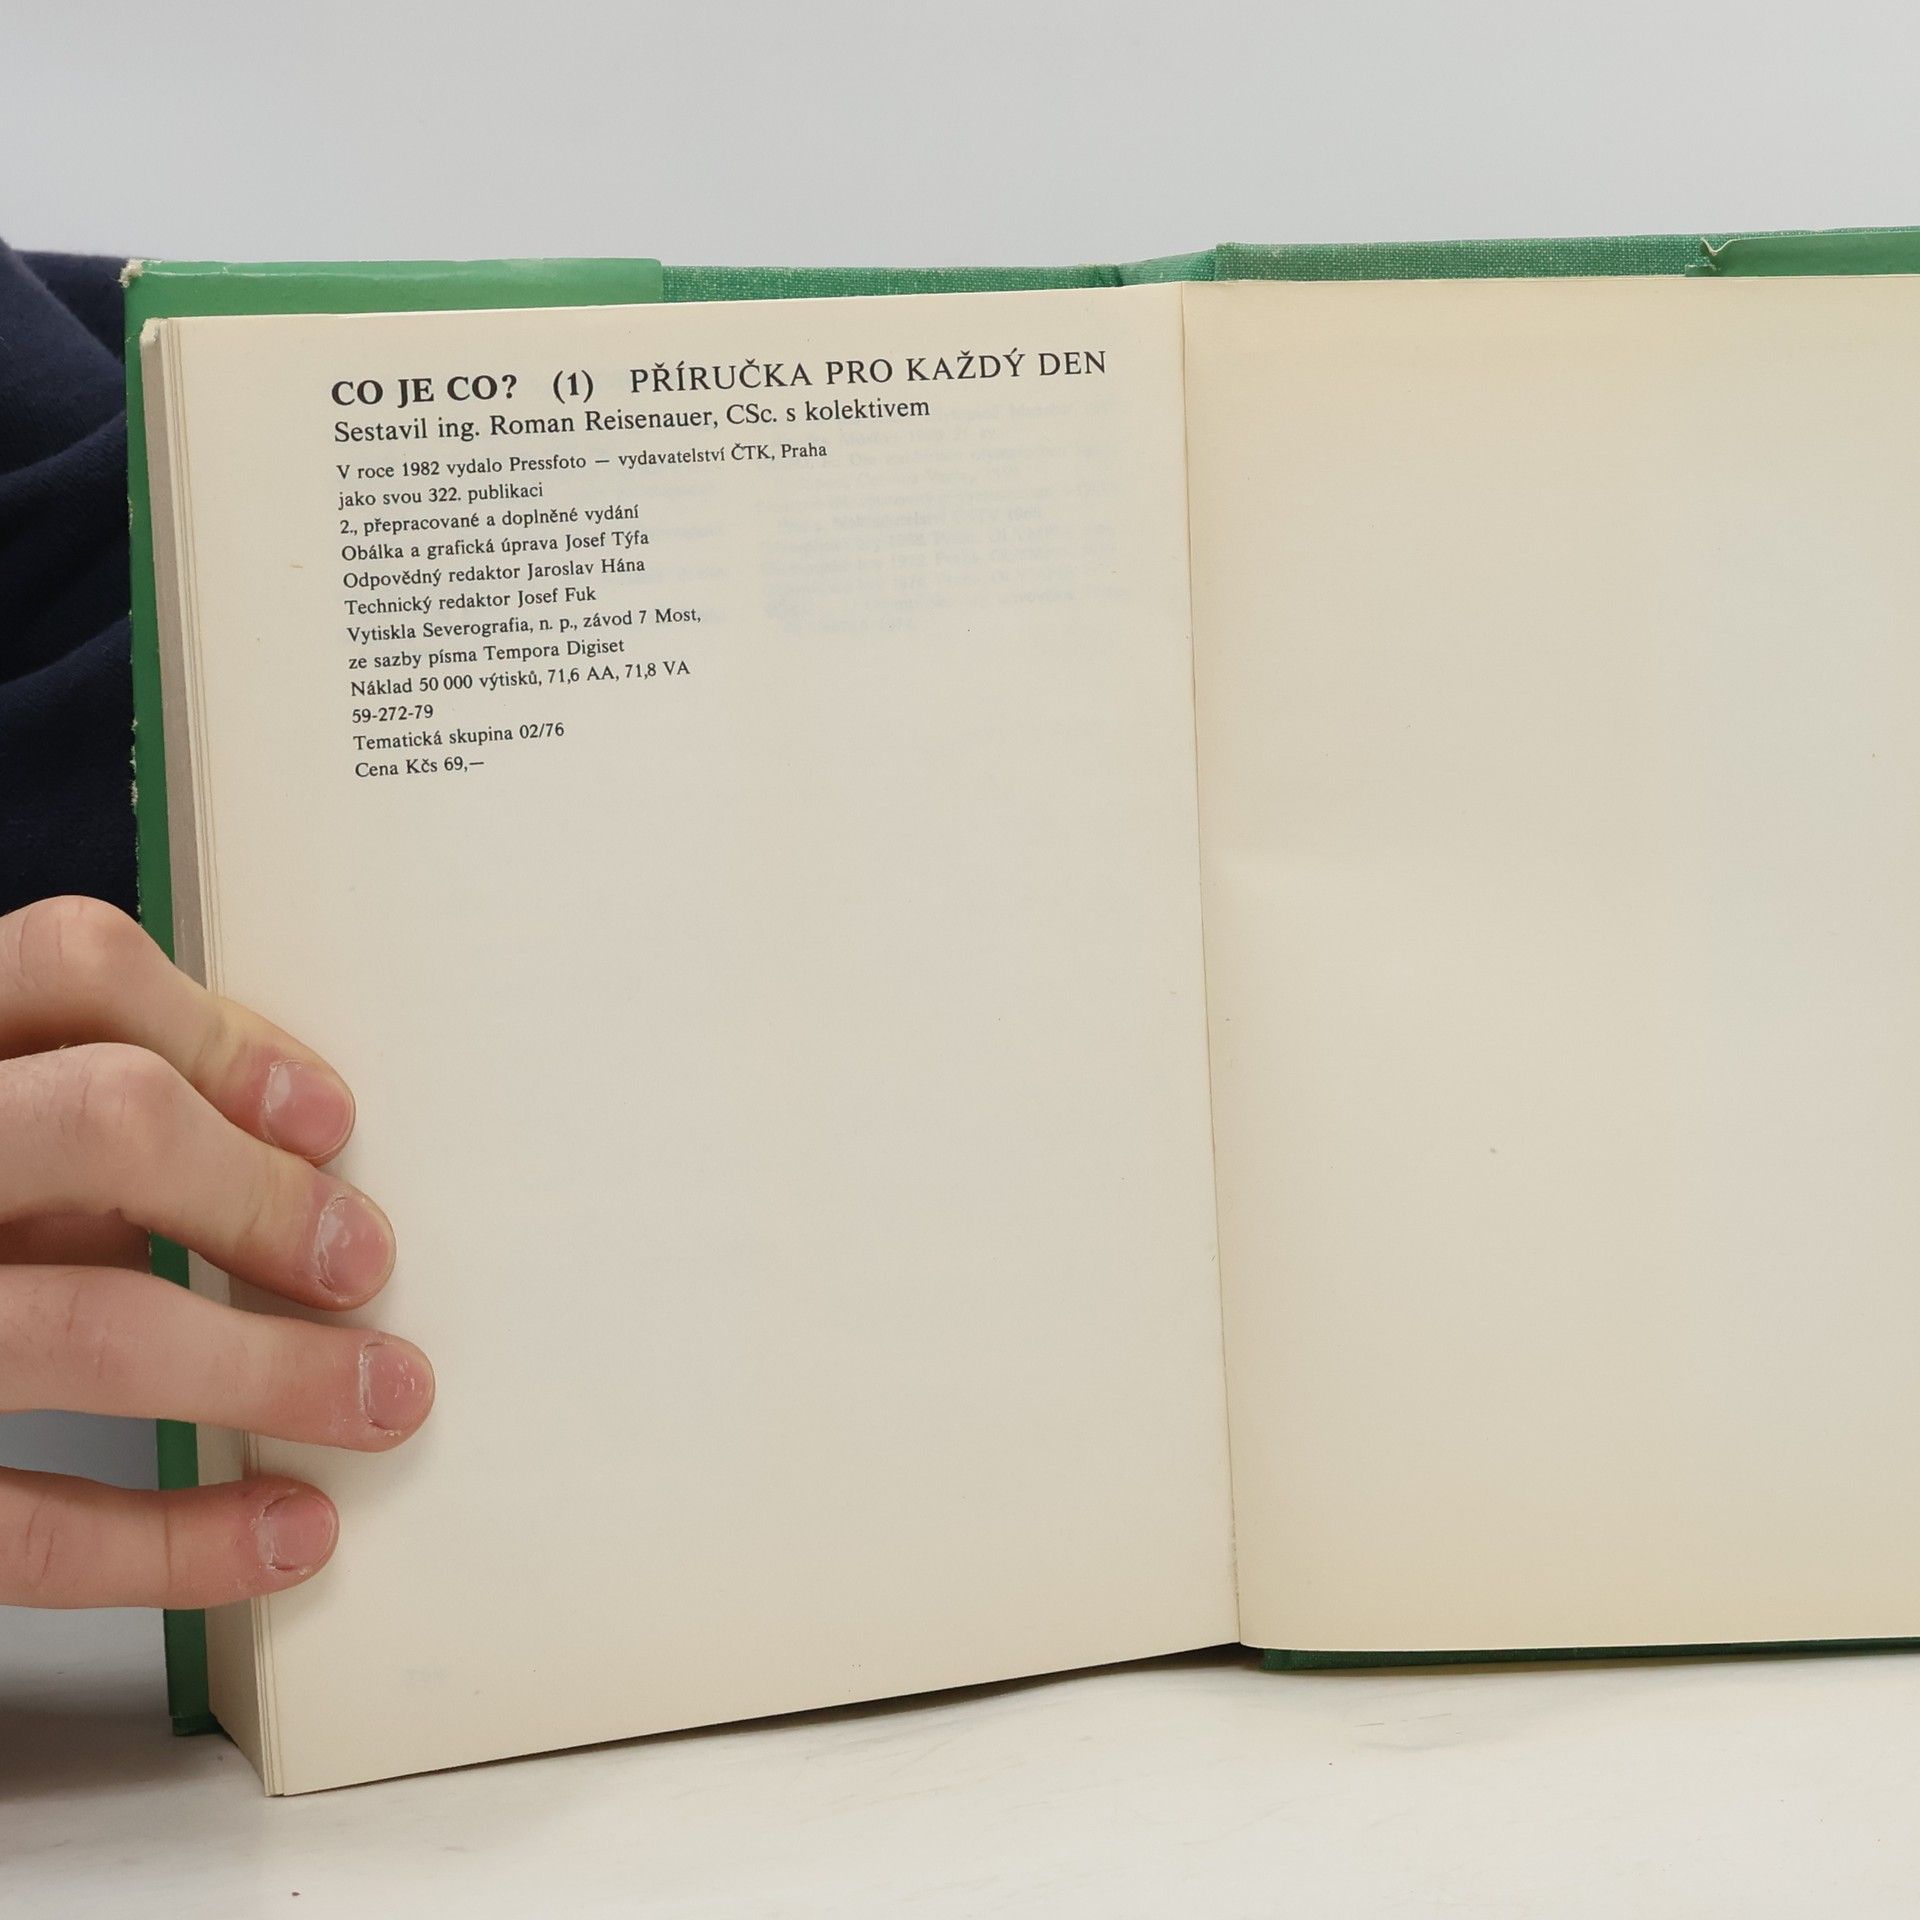 CO JE CO? (1) PŘÍRUČKA PRO KAŽDÝ DEN
Sestavil ing. Roman Reisenauer, CSc. s kolektivem
V roce 1982 vydalo Pressfoto — vydavatelství ČTK, Praha
jako svou 322. publikaci
2., přepracované a doplněné vydání
Obálka a grafická úprava Josef Týfa
Odpovědný redaktor Jaroslav Hána
Technický redaktor Josef Fuk
Vytiskla Severografia, n. p., závod 7 Most,
ze sazby písma Tempora Digiset
Náklad 50 000 výtisků, 71,6 AA, 71,8 VA
59-272-79
Tematická skupina 02/76
Cena Kčs 69,—